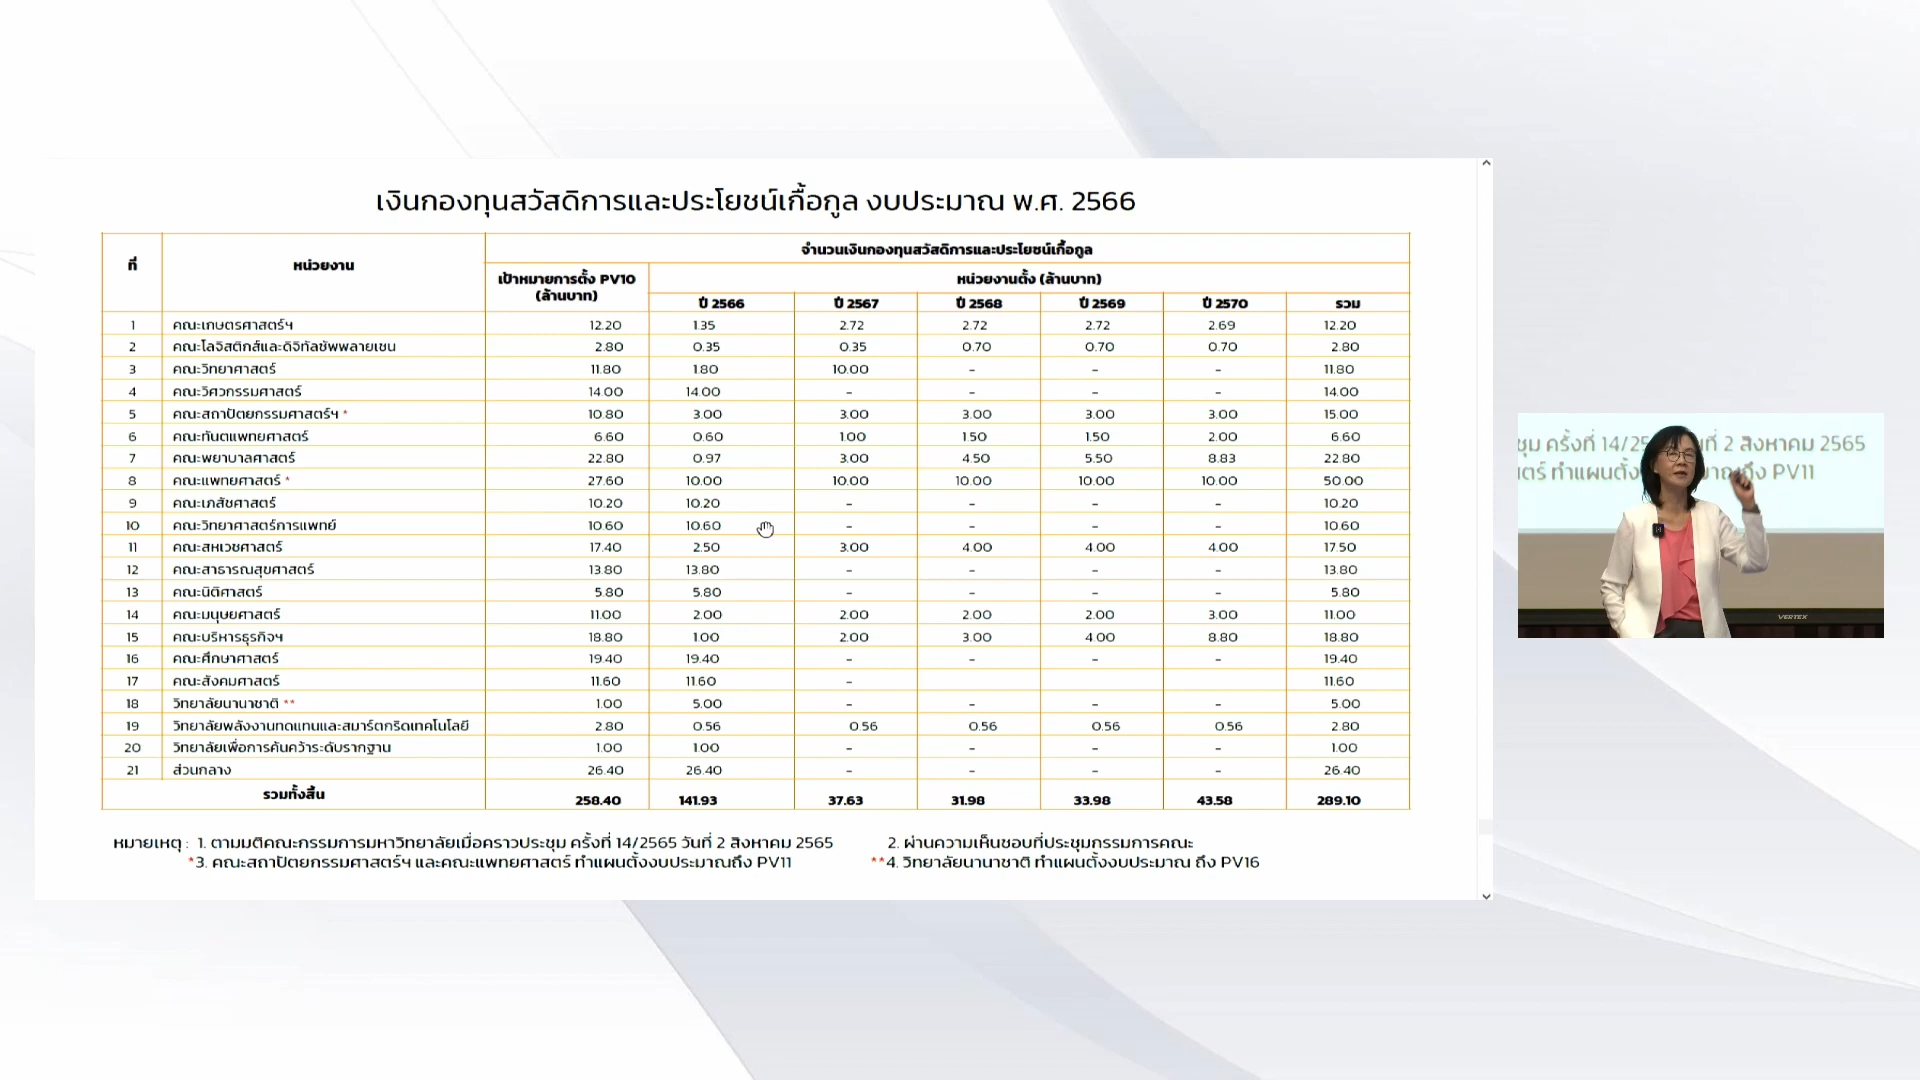 เงินกองทุนสวัสดิการและประโยชน์เกื้อกูล งบประมาณ พ.ศ. 2566
ที่ หน่วยงาน จำนวนเงินกองทุนสวัสดิการและประโยชน์เกื้อกูล
เป้าหมายการตั้ง PV10 (ล้านบาท) หน่วยงานตั้ง (ล้านบาท)
ปี 2566 ปี 2567 ปี 2568 ปี 2569 ปี 2570 รวม
1 คณะเกษตรศาสตร์ฯ 12.20 1.35 2.72 2.72 2.72 2.69 12.20
2 คณะโลจิสติกส์และดิจิทัลซัพพลายเชน 2.80 0.35 0.35 0.70 0.70 0.70 2.80
3 คณะวิทยาศาสตร์ 11.80 1.80 10.00 - - - 11.80
4 คณะวิศวกรรมศาสตร์ 14.00 14.00 - - - - 14.00
5 คณะสถาปัตยกรรมศาสตร์ฯ * 10.80 3.00 3.00 3.00 3.00 3.00 15.00
6 คณะทันตแพทยศาสตร์ 6.60 0.60 1.00 1.50 1.50 2.00 6.60
7 คณะพยาบาลศาสตร์ 22.80 0.97 3.00 4.50 5.50 8.83 22.80
8 คณะแพทยศาสตร์ * 27.60 10.00 10.00 10.00 10.00 10.00 50.00
9 คณะเภสัชศาสตร์ 10.20 10.20 - - - - 10.20
10 คณะวิทยาศาสตร์การแพทย์ 10.60 10.60 - - - - 10.60
11 คณะสหเวชศาสตร์ 17.40 2.50 3.00 4.00 4.00 4.00 17.50
12 คณะสาธารณสุขศาสตร์ 13.80 13.80 - - - - 13.80
13 คณะนิติศาสตร์ 5.80 5.80 - - - - 5.80
14 คณะมนุษยศาสตร์ 11.00 2.00 2.00 2.00 2.00 3.00 11.00
15 คณะบริหารธุรกิจฯ 18.80 1.00 2.00 3.00 4.00 8.80 18.80
16 คณะศึกษาศาสตร์ 19.40 19.40 - - - - 19.40
17 คณะสังคมศาสตร์ 11.60 11.60 - 11.60
18 วิทยาลัยนานาชาติ ** 1.00 5.00 - - - - 5.00
19 วิทยาลัยพลังงานทดแทนและสมาร์ตกริดเทคโนโลยี 2.80 0.56 0.56 0.56 0.56 0.56 2.80
20 วิทยาลัยเพื่อการค้นคว้าระดับรากฐาน 1.00 1.00 - - - - 1.00
21 ส่วนกลาง 26.40 26.40 - - - - 26.40
รวมทั้งสิ้น 258.40 141.93 37.63 31.98 33.98 43.58 289.10
หมายเหตุ : 1. ตามมติคณะกรรมการมหาวิทยาลัยเมื่อคราวประชุม ครั้งที่ 14/2565 วันที่ 2 สิงหาคม 2565 2. ผ่านความเห็นชอบที่ประชุมกรรมการคณะ
*3. คณะสถาปัตยกรรมศาสตร์ฯ และคณะแพทยศาสตร์ ทำแผนตั้งงบประมาณถึง PV11 **4. วิทยาลัยนานาชาติ ทำแผนตั้งงบประมาณ ถึง PV16
ชุม ครั้งที่ 14/25 ที่ 2 สิงหาคม 2565
ตร์ ทำแผนตั้ง ถึง PV11
VERTEX